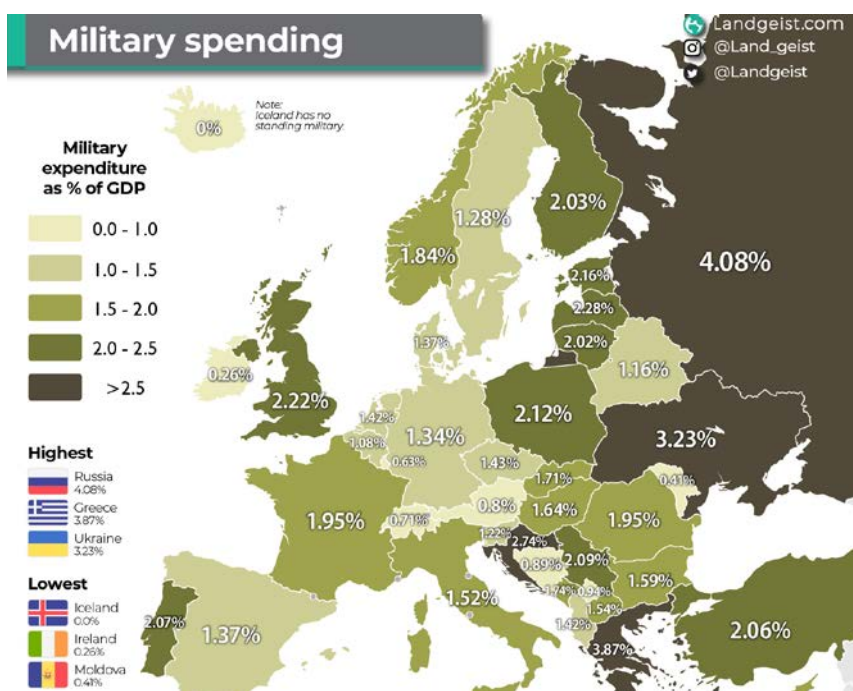 Military spending
Landgeist.com
@Land_geist
@Landgeist
Note:
Iceland has no
standing military.
0%
Military
expenditure
as % of GDP
0.0 - 1.0
1.0 - 1.5
1.5 - 2.0
2.0 - 2.5
>2.5
2.03%
1.28%
1.84%
4.08%
2.16%
2.28%
2.02%
1.37%
1.16%
0.26%
2.22%
2.12%
1.42%
1.34%
3.23%
1.08%
0.63%
1.43%
0.41%
1.71%
0.8%
1.64%
1.95%
0.71%
1.95%
1.22%
2.74%
0.89%
2.09%
1.59%
1.74%
0.94%
1.52%
1.54%
1.42%
2.06%
3.87%
2.07%
1.37%
Highest
Russia
4.08%
Greece
3.87%
Ukraine
3.23%
Lowest
Iceland
0.0%
Ireland
0.26%
Moldova
0.41%